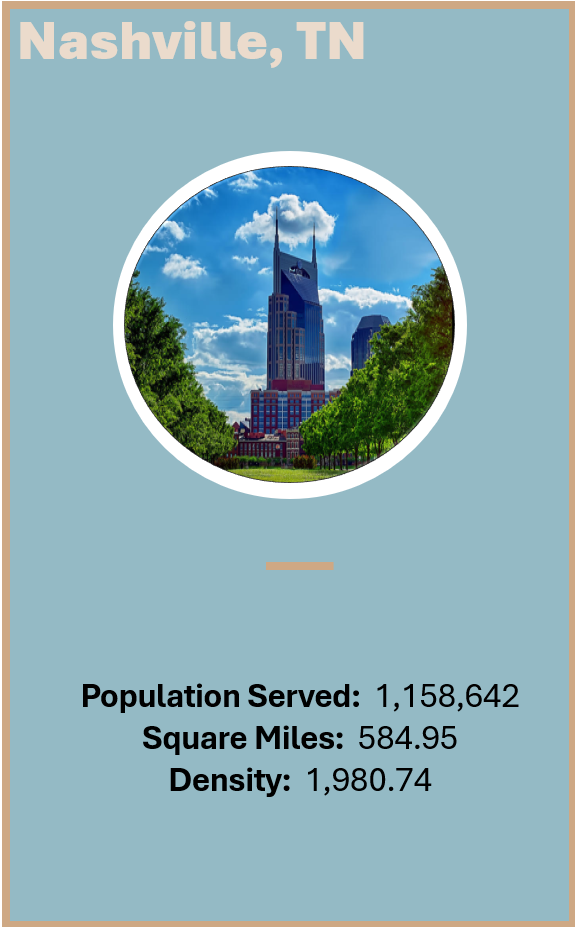 Nashville, TN
Population Served: 1,158,642
Square Miles: 584.95
Density: 1,980.74